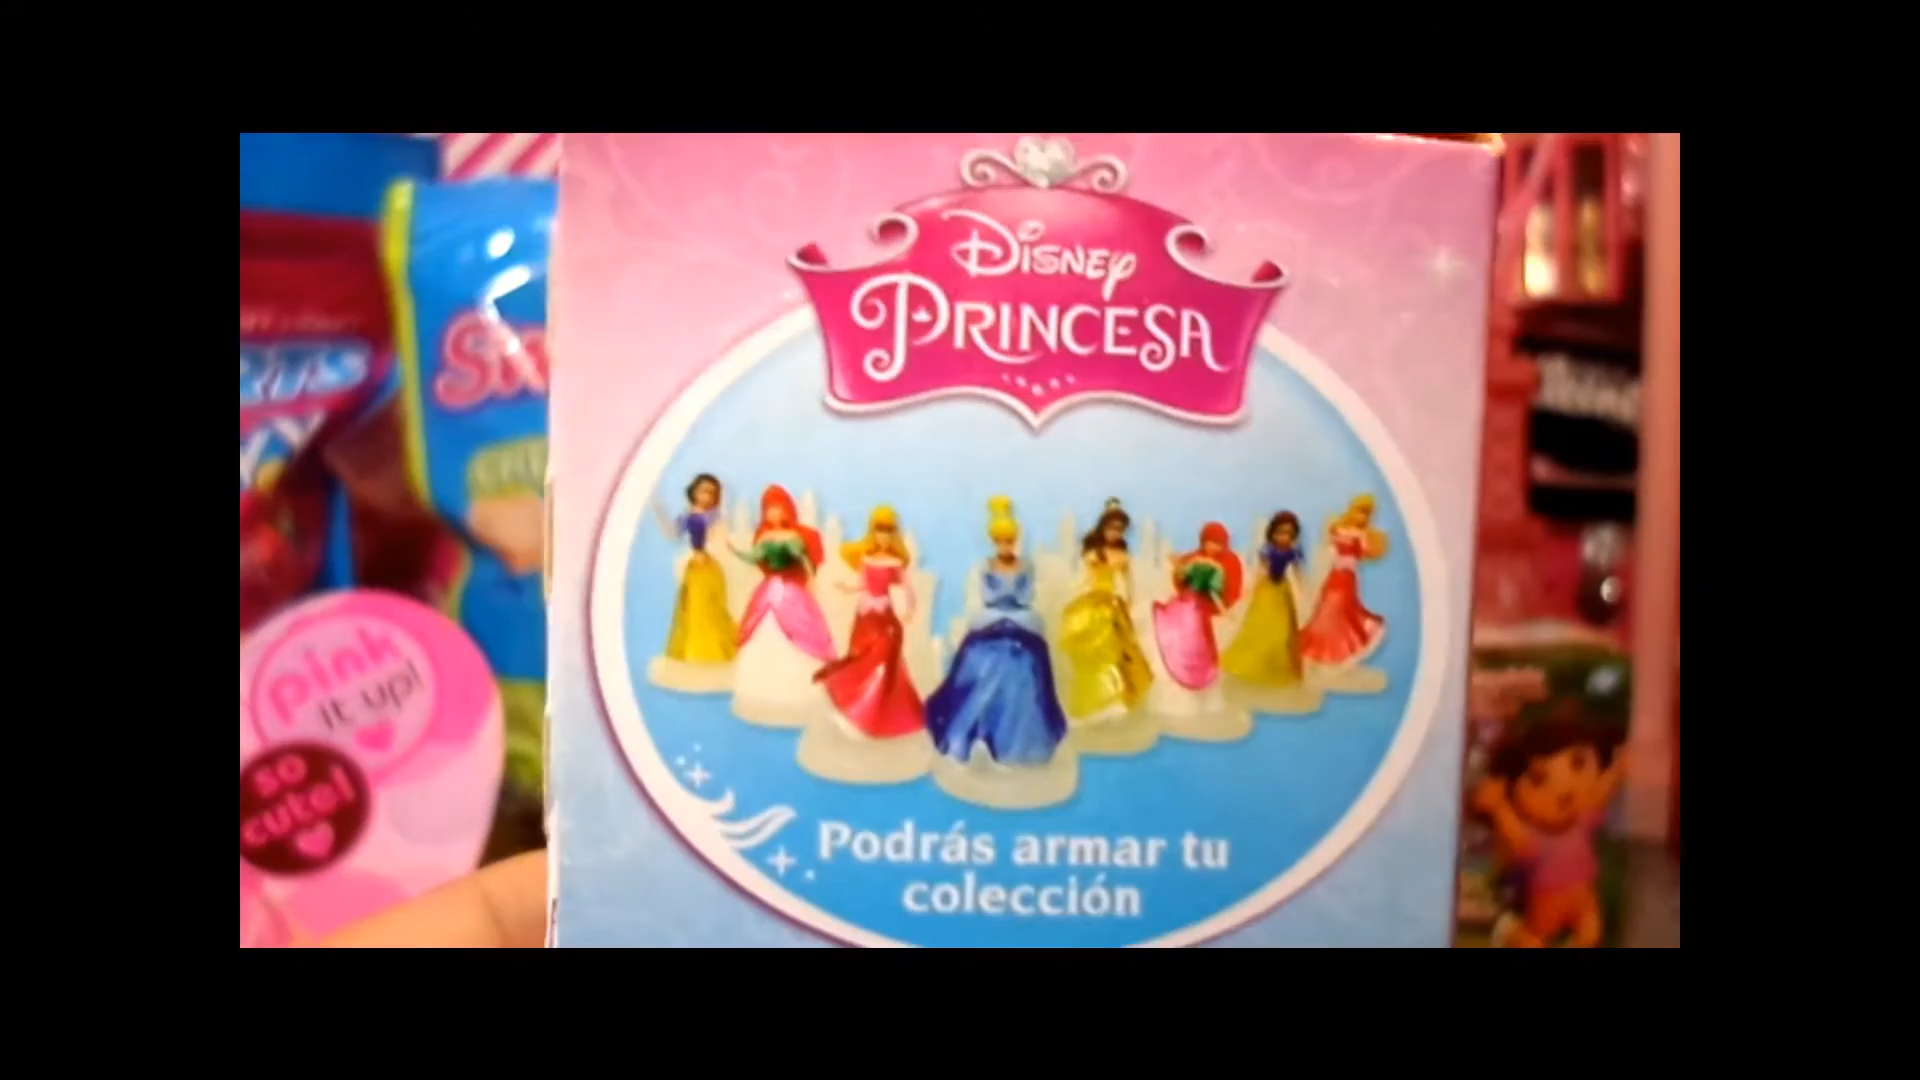 DISNEY
PRINCESA
Podrás armar tu
colección
pink
it up!
so
cute!